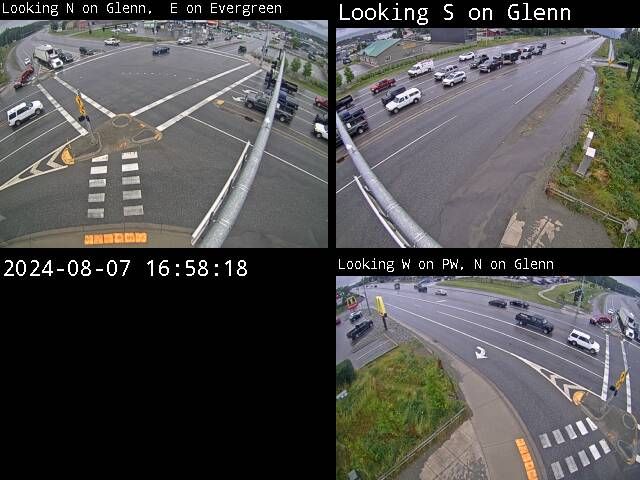 Looking N on Glenn,  E on Evergreen
Looking S on Glenn
2024-08-07 16:58:18
Looking W on PW, N on Glenn